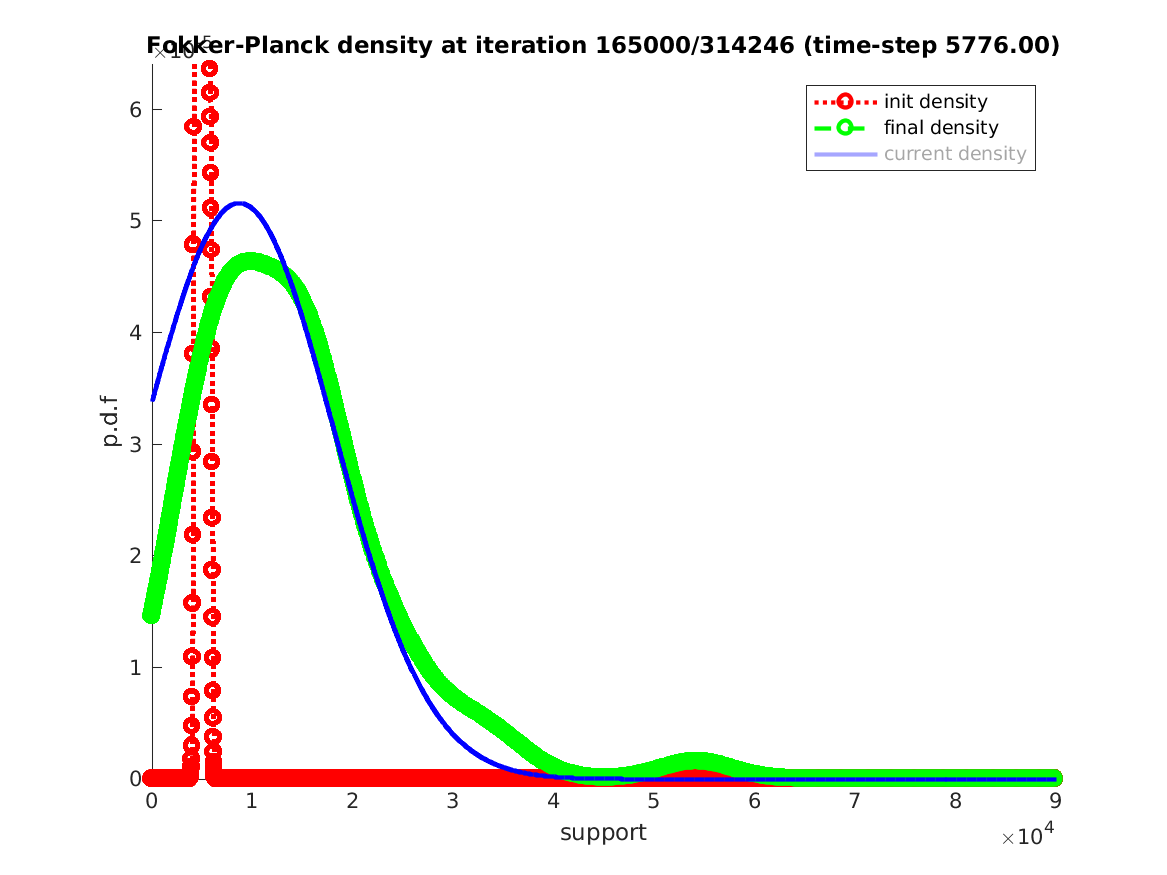 Fokker-Planck density at iteration 165000/314246 (time-step 5776.00)
×10
init density
final density
current density
6
5
4
3
2
1
0
p.d.f
0 1 2 3 4 5 6 7 8 9
support
×10⁴